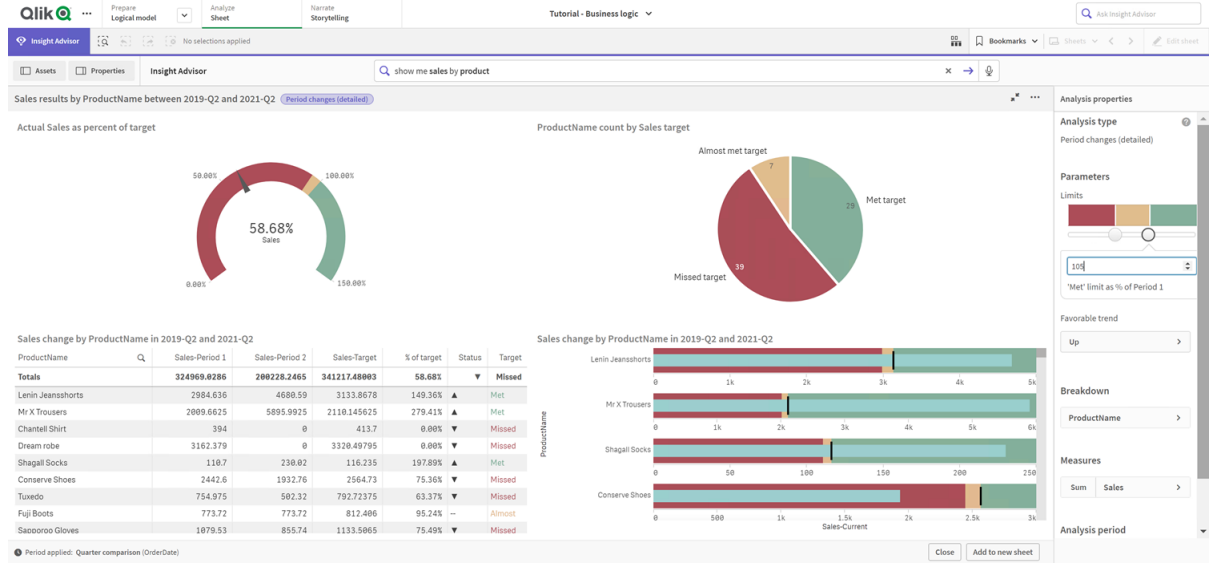 Qlik
Prepare
Logical model
Analyze
Sheet
Narrate
Storytelling
Tutorial - Business logic
Ask Insight Advisor
Insight Advisor
No selections applied
Bookmarks
Sheets
Edit sheet
Assets
Properties
Insight Advisor
show me sales by product
Sales results by ProductName between 2019-Q2 and 2021-Q2 Period changes (detailed)
Actual Sales as percent of target
0.00%
50.00%
100.00%
150.00%
58.68%
Sales
ProductName count by Sales target
Almost met target
7
Met target
29
Missed target
39
Sales change by ProductName in 2019-Q2 and 2021-Q2
ProductName Sales-Period 1 Sales-Period 2 Sales-Target % of target Status Target
Totals 324969.0286 200228.2465 341217.48003 58.68% ▼ Missed
Lenin Jeansshorts 2984.636 4680.59 3133.8678 149.36% ▲ Met
Mr X Trousers 2009.6625 5895.9925 2110.145625 279.41% ▲ Met
Chantell Shirt 394 0 413.7 0.00% ▼ Missed
Dream robe 3162.379 0 3320.49795 0.00% ▼ Missed
Shagall Socks 110.7 230.02 116.235 197.89% ▲ Met
Conserve Shoes 2442.6 1932.76 2564.73 75.36% ▼ Missed
Tuxedo 754.975 502.32 792.72375 63.37% ▼ Missed
Fuji Boots 773.72 773.72 812.406 95.24% -- Almost
Sapporoo Gloves 1079.53 855.74 1133.5065 75.49% ▼ Missed
Sales change by ProductName in 2019-Q2 and 2021-Q2
ProductName
Lenin Jeansshorts
0 1k 2k 3k 4k 5k
Mr X Trousers
0 1k 2k 3k 4k 5k 6k
Shagall Socks
0 50 100 150 200 250
Conserve Shoes
0 500 1k 1.5k 2k 2.5k 3k
Sales-Current
Analysis properties
Analysis type
Period changes (detailed)
Parameters
Limits
105
'Met' limit as % of Period 1
Favorable trend
Up
Breakdown
ProductName
Measures
Sum Sales
Analysis period
Period applied: Quarter comparison (OrderDate)
Close
Add to new sheet